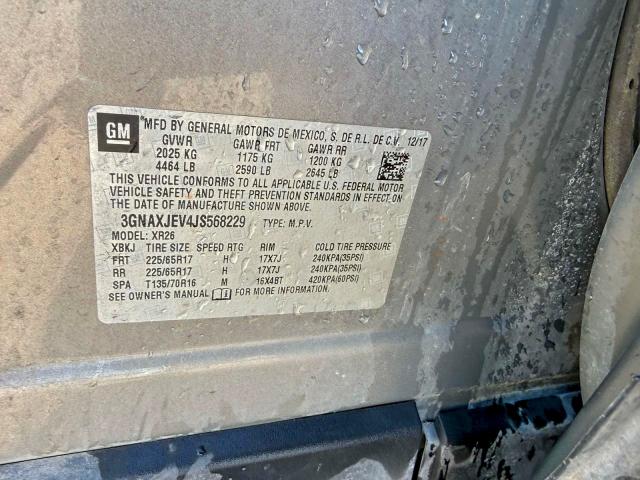 GM
MFD BY GENERAL MOTORS DE MEXICO, S. DE R.L. DE C.V. 12/17
GVWR GAWR FRT GAWR RR
2025 KG 1175 KG 1200 KG
4464 LB 2590 LB 2645 LB
THIS VEHICLE CONFORMS TO ALL APPLICABLE U.S. FEDERAL MOTOR
VEHICLE SAFETY AND THEFT PREVENTION STANDARDS IN EFFECT ON
THE DATE OF MANUFACTURE SHOWN ABOVE.
3GNAXJEV4JS568229 TYPE: M.P.V.
MODEL: XR26
XBKJ TIRE SIZE SPEED RTG RIM COLD TIRE PRESSURE
FRT 225/65R17 H 17X7J 240KPA(35PSI)
RR 225/65R17 H 17X7J 240KPA(35PSI)
SPA T135/70R16 M 16X4BT 420KPA(60PSI)
SEE OWNER'S MANUAL FOR MORE INFORMATION.